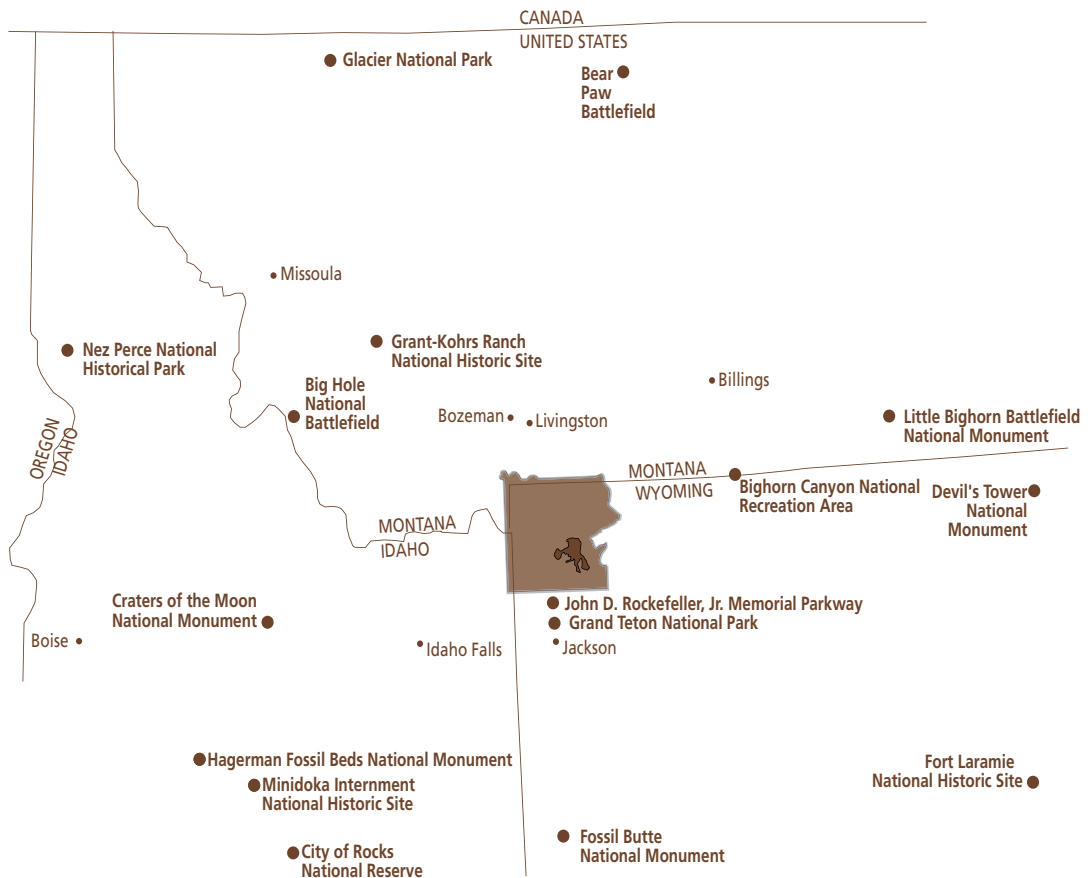 CANADA
UNITED STATES
Glacier National Park
Bear
Paw
Battlefield
Missoula
Nez Perce National
Historical Park
Grant-Kohrs Ranch
National Historic Site
Big Hole
National
Battlefield
Billings
Bozeman
Livingston
Little Bighorn Battlefield
National Monument
OREGON
IDAHO
MONTANA
WYOMING
Bighorn Canyon National
Recreation Area
Devil's Tower
National
Monument
MONTANA
IDAHO
Craters of the Moon
National Monument
John D. Rockefeller, Jr. Memorial Parkway
Grand Teton National Park
Boise
Idaho Falls
Jackson
Hagerman Fossil Beds National Monument
Minidoka Internment
National Historic Site
Fort Laramie
National Historic Site
City of Rocks
National Reserve
Fossil Butte
National Monument